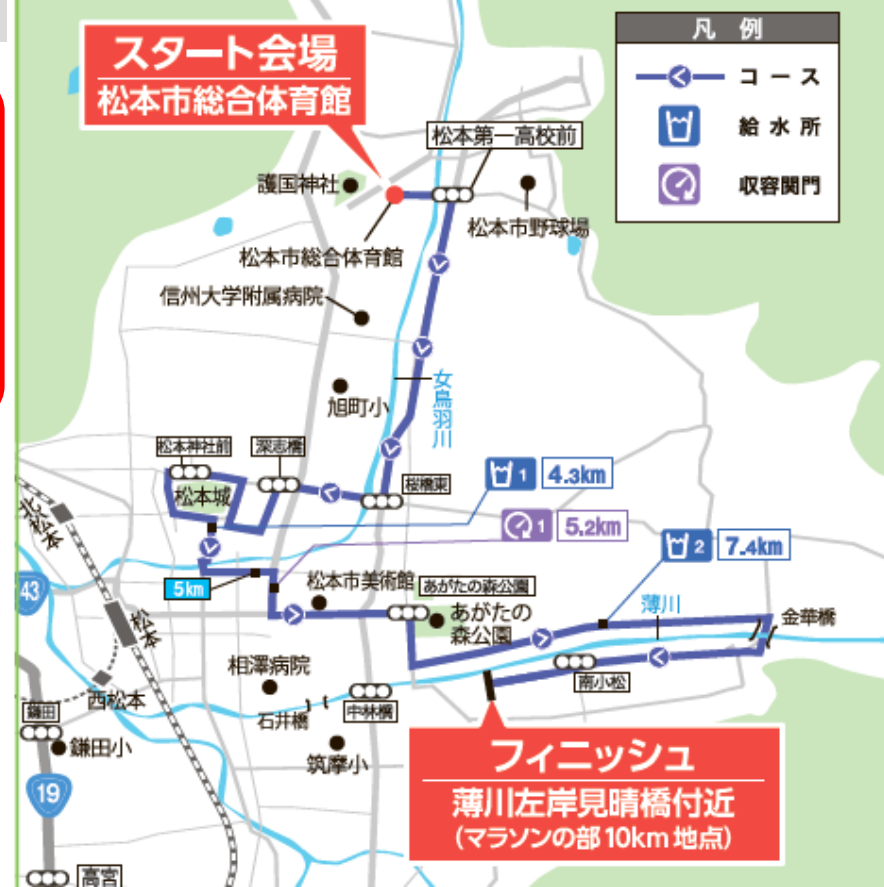 スタート会場
松本市総合体育館
凡 例
コース
給水所
収容関門
松本第一高校前
護国神社
松本市野球場
松本市総合体育館
信州大学附属病院
女鳥羽川
旭町小
松本神社前
深志橋
松本城
桜橋東
1 4.3km
1 5.2km
2 7.4km
北松本
43
5km
松本市美術館
あがたの森公園
あがたの
森公園
薄川
金華橋
松本
相澤病院
南小松
西松本
石井橋
中林橋
鎌田
鎌田小
筑摩小
19
高宮
フィニッシュ
薄川左岸見晴橋付近
(マラソンの部10km地点)